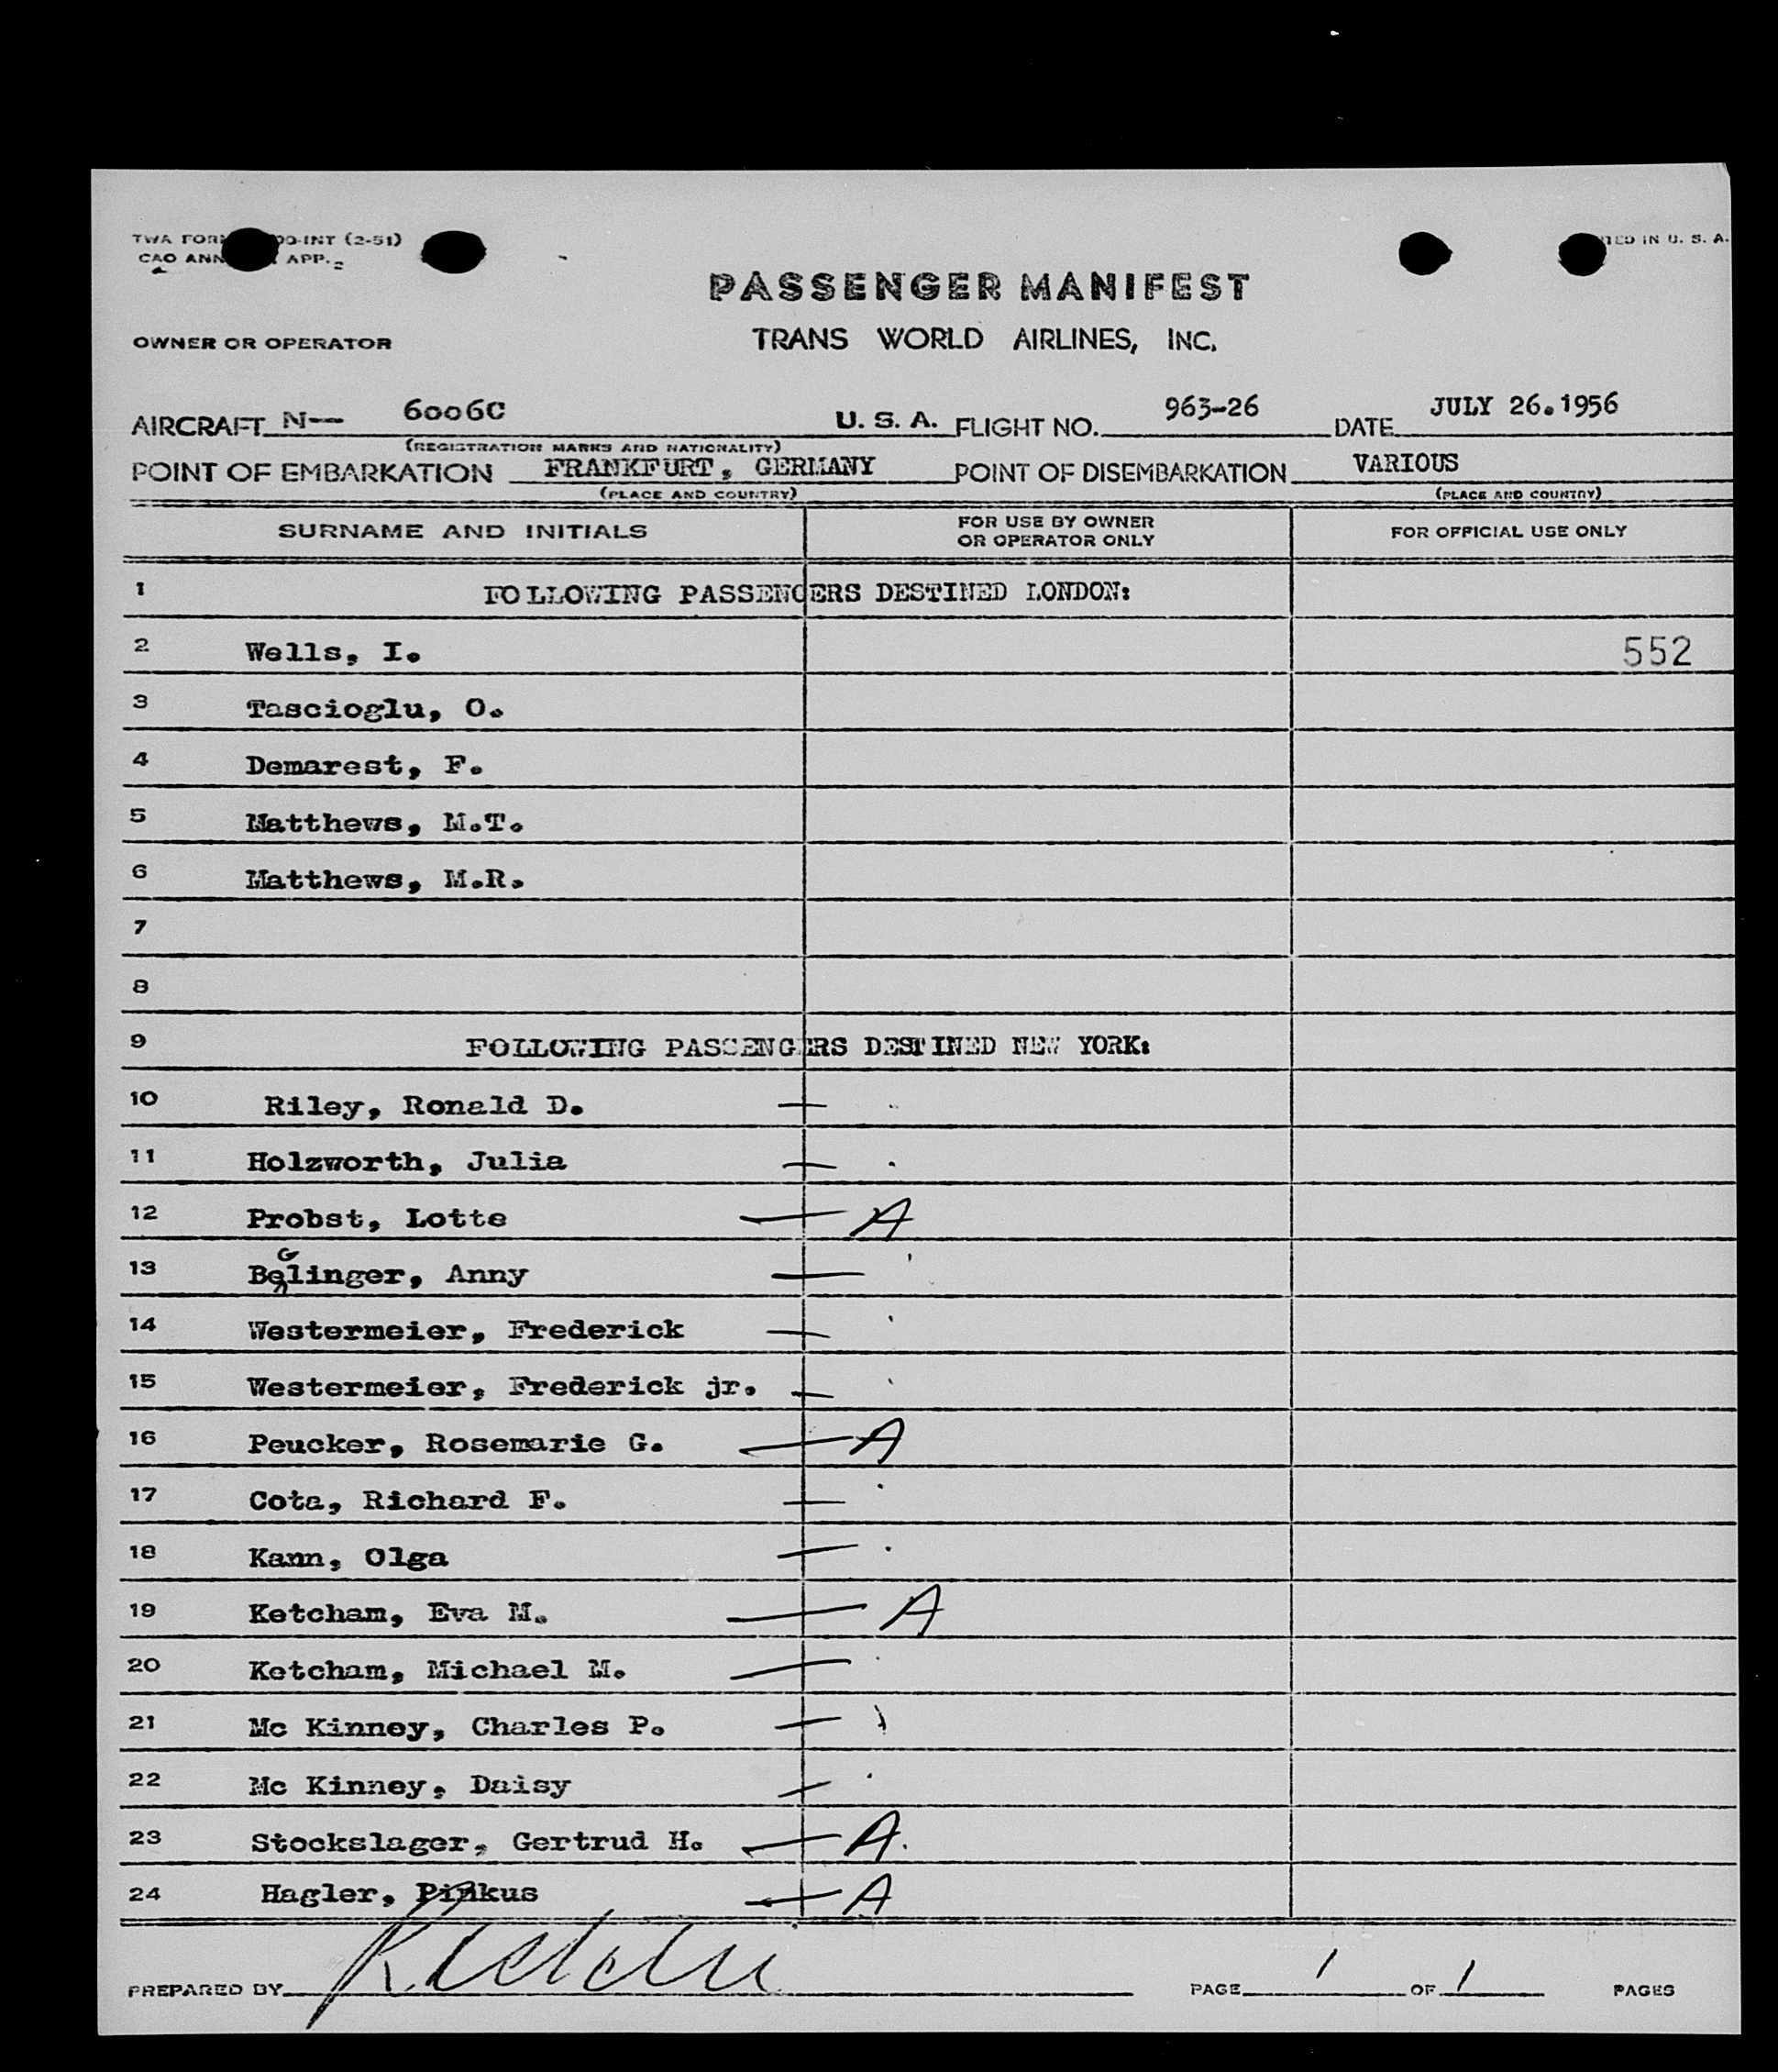 TWA FORM OO-INT (2-51)
CAO ANN APP. 2
TED IN U. S. A.
PASSENGER MANIFEST
OWNER OR OPERATOR TRANS WORLD AIRLINES, INC.
AIRCRAFT N-- 6006C U. S. A. FLIGHT NO. 963-26 DATE JULY 26.1956
(REGISTRATION MARKS AND NATIONALITY)
POINT OF EMBARKATION FRANKFURT, GERMANY POINT OF DISEMBARKATION VARIOUS
(PLACE AND COUNTRY) (PLACE AND COUNTRY)
SURNAME AND INITIALS FOR USE BY OWNER OR OPERATOR ONLY FOR OFFICIAL USE ONLY
1 FOLLOWING PASSENGERS DESTINED LONDON:
2 Wells, I. 552
3 Tascioglu, O.
4 Demarest, F.
5 Matthews, M.T.
6 Matthews, M.R.
7
8
9 FOLLOWING PASSENGERS DESTINED NEW YORK:
10 Riley, Ronald D. —
11 Holzworth, Julia —
12 Probst, Lotte — A
G
13 Belinger, Anny —
14 Westermeier, Frederick —
15 Westermeier, Frederick jr. —
16 Peucker, Rosemarie G. — A
17 Cota, Richard F. —
18 Kann, Olga —
19 Ketcham, Eva M. — A
20 Ketcham, Michael M. —
21 Mc Kinney, Charles P. —
22 Mc Kinney, Daisy —
23 Stockslager, Gertrud H. — A.
24 Hagler, Pinkus — A
PREPARED BY PAGE 1 OF 1 PAGES